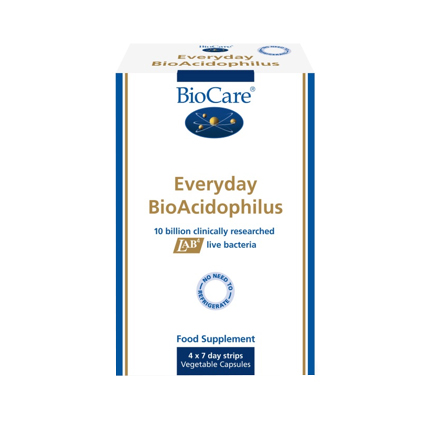 BioCare
Everyday
BioAcidophilus
BioCare®
Everyday
BioAcidophilus
10 billion clinically researched
LAB4 live bacteria
NO NEED TO
REFRIGERATE
Food Supplement
4 x 7 day strips
Vegetable Capsules